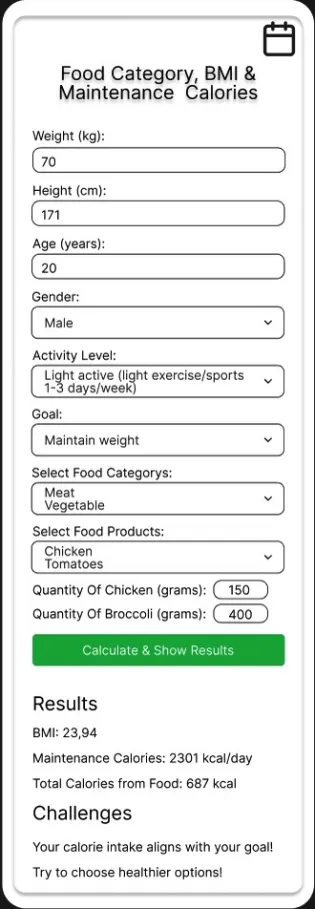 Food Category, BMI &
Maintenance Calories
Weight (kg):
70
Height (cm):
171
Age (years):
20
Gender:
Male
Activity Level:
Light active (light exercise/sports
1-3 days/week)
Goal:
Maintain weight
Select Food Categorys:
Meat
Vegetable
Select Food Products:
Chicken
Tomatoes
Quantity Of Chicken (grams): 150
Quantity Of Broccoli (grams): 400
Calculate & Show Results
Results
BMI: 23,94
Maintenance Calories: 2301 kcal/day
Total Calories from Food: 687 kcal
Challenges
Your calorie intake aligns with your goal!
Try to choose healthier options!